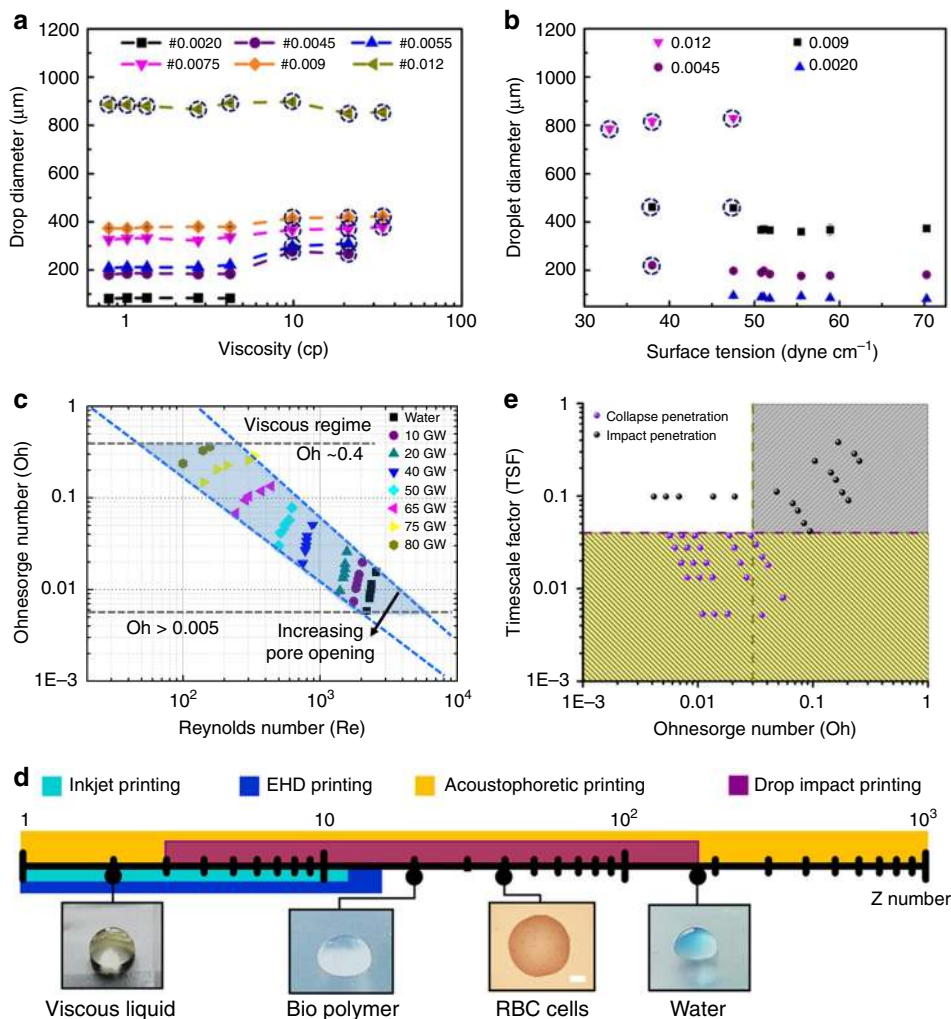 a
1200
1000
800
600
400
200
Drop diameter (μm)
#0.0020 #0.0045 #0.0055
#0.0075 #0.009 #0.012
1 10 100
Viscosity (cp)
b
1200
1000
800
600
400
200
Droplet diameter (μm)
0.012 0.009
0.0045 0.0020
30 40 50 60 70
Surface tension (dyne cm⁻¹)
c
1
0.1
0.01
1E−3
Ohnesorge number (Oh)
Viscous regime
Oh ~0.4
Water
10 GW
20 GW
40 GW
50 GW
65 GW
75 GW
80 GW
Oh > 0.005
Increasing
pore opening
10² 10³ 10⁴
Reynolds number (Re)
e
1
0.1
0.01
1E−3
Timescale factor (TSF)
Collapse penetration
Impact penetration
1E−3 0.01 0.1 1
Ohnesorge number (Oh)
d
Inkjet printing EHD printing Acoustophoretic printing Drop impact printing
1 10 10² 10³
Z number
Viscous liquid Bio polymer RBC cells Water